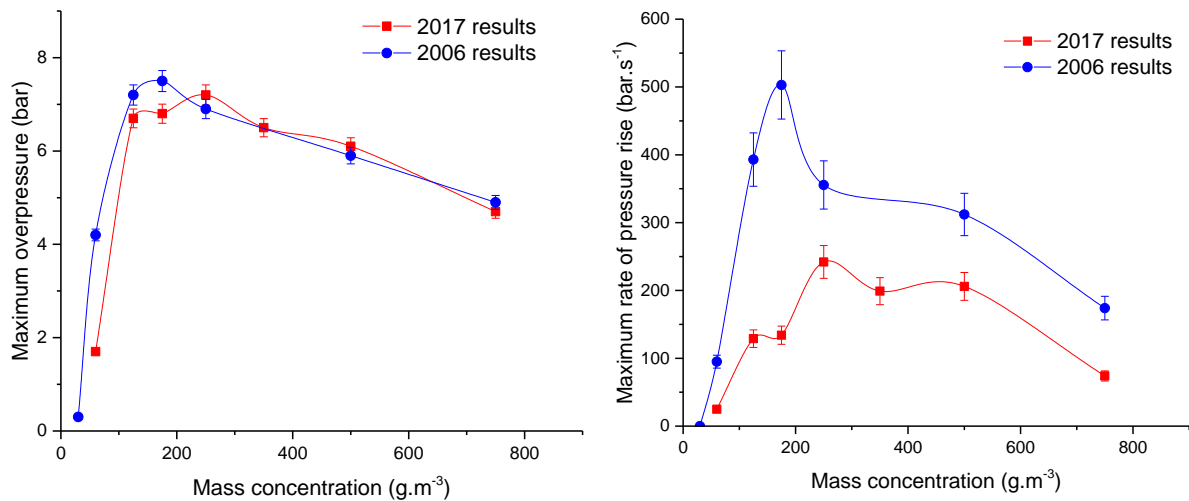 2017 results
2006 results
8
6
4
2
0
Maximum overpressure (bar)
0
200
400
600
800
Mass concentration (g.m⁻³)
2017 results
2006 results
600
500
400
300
200
100
0
Maximum rate of pressure rise (bar.s⁻¹)
0
200
400
600
800
Mass concentration (g.m⁻³)